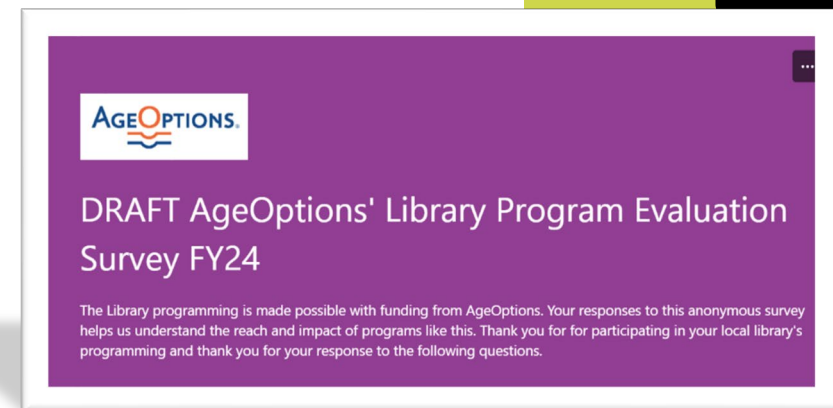 AGEOPTIONS.
DRAFT AgeOptions' Library Program Evaluation
Survey FY24
The Library programming is made possible with funding from AgeOptions. Your responses to this anonymous survey
helps us understand the reach and impact of programs like this. Thank you for for participating in your local library's
programming and thank you for your response to the following questions.